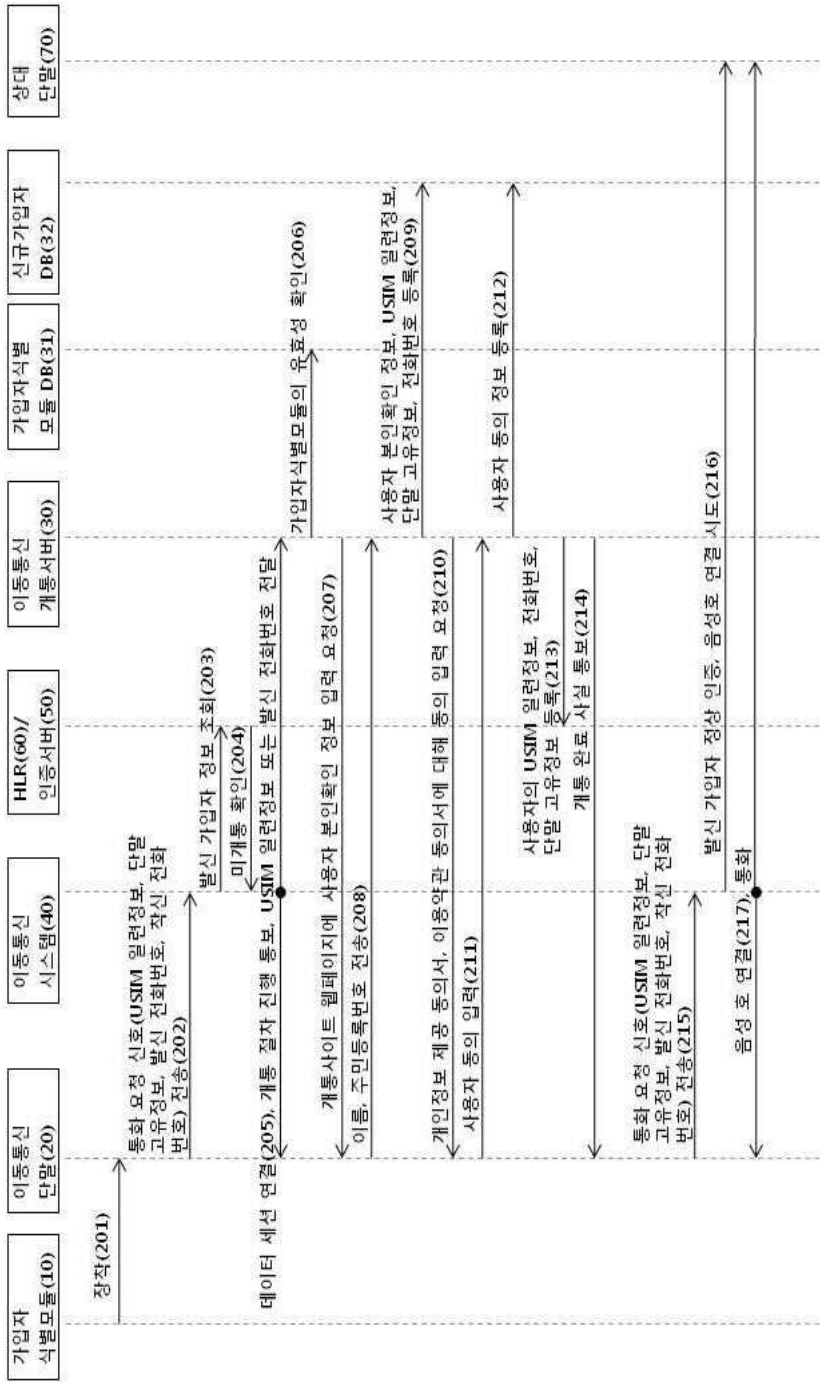 가입자
식별모듈(10)
이동통신
단말(20)
이동통신
시스템(40)
HLR(60)/
인증서버(50)
이동통신
개통서버(30)
가입자식별
모듈 DB(31)
신규가입자
DB(32)
상대
단말(70)
장착(201)
통화 요청 신호(USIM 일련정보, 단말
고유정보, 발신 전화번호, 착신 전화
번호) 전송(202)
발신 가입자 정보 조회(203)
미개통 확인(204)
데이터 세션 연결(205), 개통 절차 진행 통보, USIM 일련정보 또는 발신 전화번호 전달
가입자식별모듈의 유효성 확인(206)
개통사이트 웹페이지에 사용자 본인확인 정보 입력 요청(207)
이름, 주민등록번호 전송(208)
사용자 본인확인 정보, USIM 일련정보,
단말 고유정보, 전화번호 등록(209)
개인정보 제공 동의서, 이용약관 동의서에 대해 동의 입력 요청(210)
사용자 동의 입력(211)
사용자 동의 정보 등록(212)
사용자의 USIM 일련정보, 전화번호,
단말 고유정보 등록(213)
개통 완료 사실 통보(214)
통화 요청 신호(USIM 일련정보, 단말
고유정보, 발신 전화번호, 착신 전화
번호) 전송(215)
발신 가입자 정상 인증, 음성호 연결 시도(216)
음성 호 연결(217), 통화